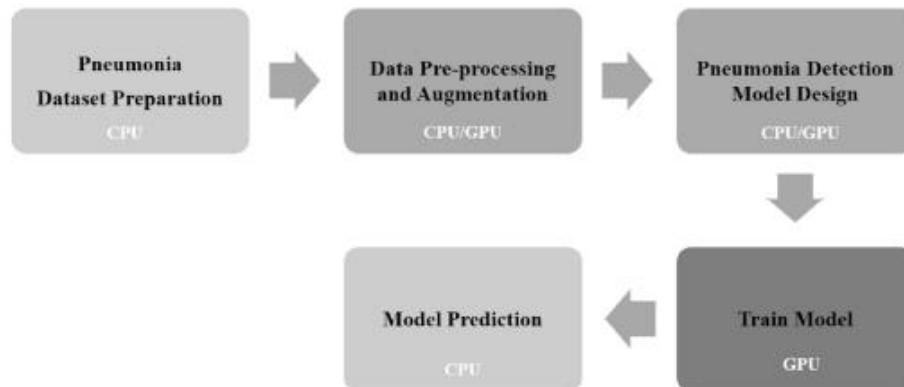 Pneumonia
Dataset Preparation
CPU
Data Pre-processing
and Augmentation
CPU/GPU
Pneumonia Detection
Model Design
CPU/GPU
Train Model
GPU
Model Prediction
CPU